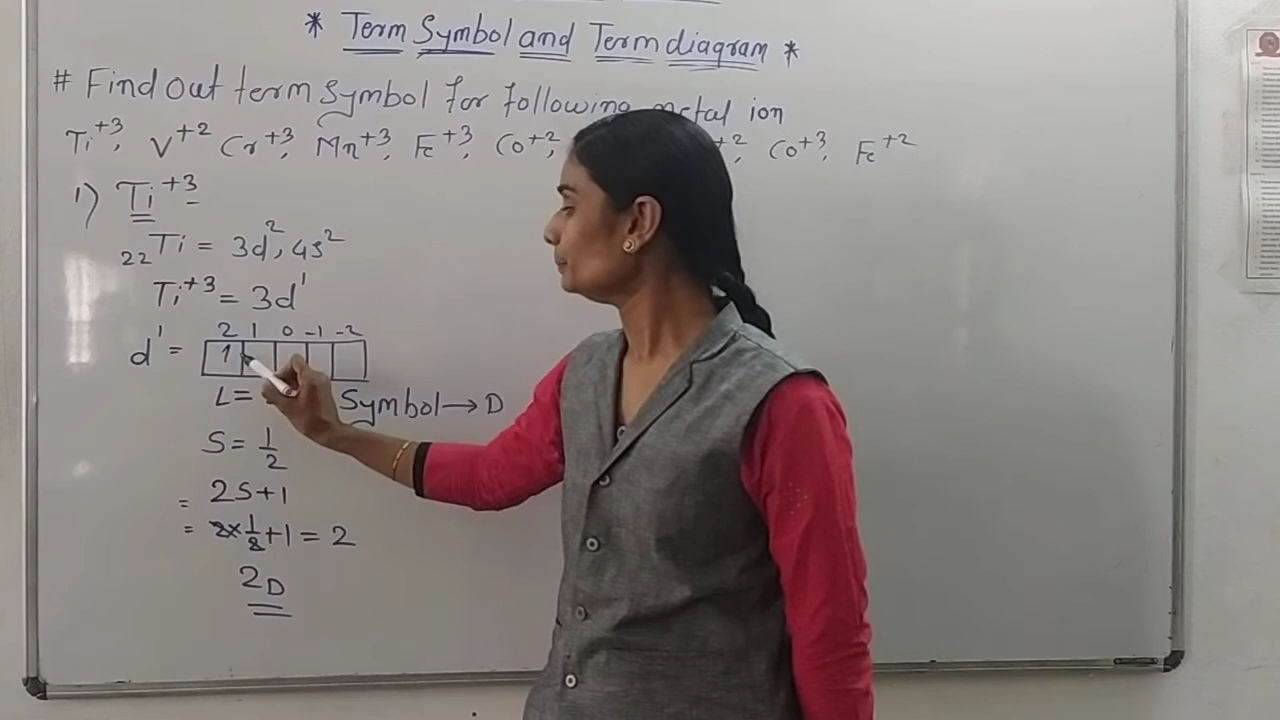 * Term Symbol and Term diagram *
# Find Out term symbol for following metal ion
Ti+3, V+2 Cr+3, Mn+3, Fe+3, Co+2, +2, Co+3, Fe+2
1) Ti+3 -
22Ti = 3d2, 4s2
Ti+3 = 3d1
2 1 0 -1 -2
d1 = 1
L= Symbol → D
S = 1/2
= 2S+1
= 2x1/2+1 = 2
2D